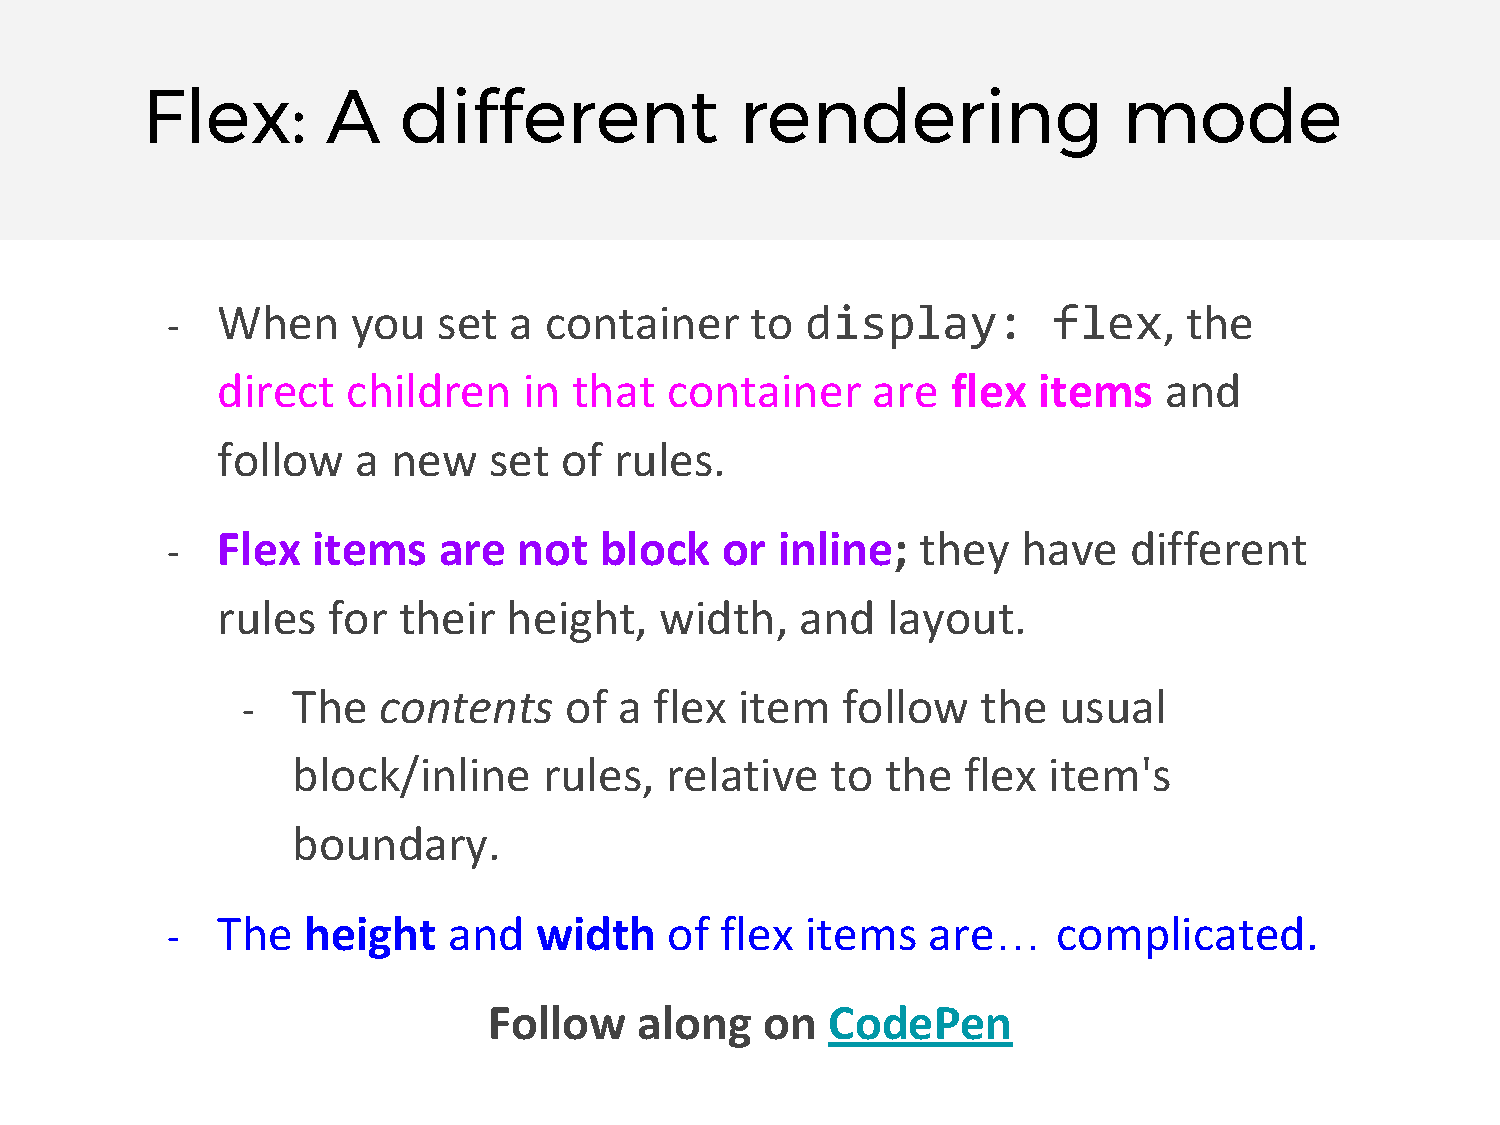 Flex: A different rendering mode
- When you set a container to display: flex, the
direct children in that container are flex items and
follow a new set of rules.
- Flex items are not block or inline; they have different
rules for their height, width, and layout.
- The contents of a flex item follow the usual
block/inline rules, relative to the flex item's
boundary.
- The height and width of flex items are… complicated.
Follow along on CodePen